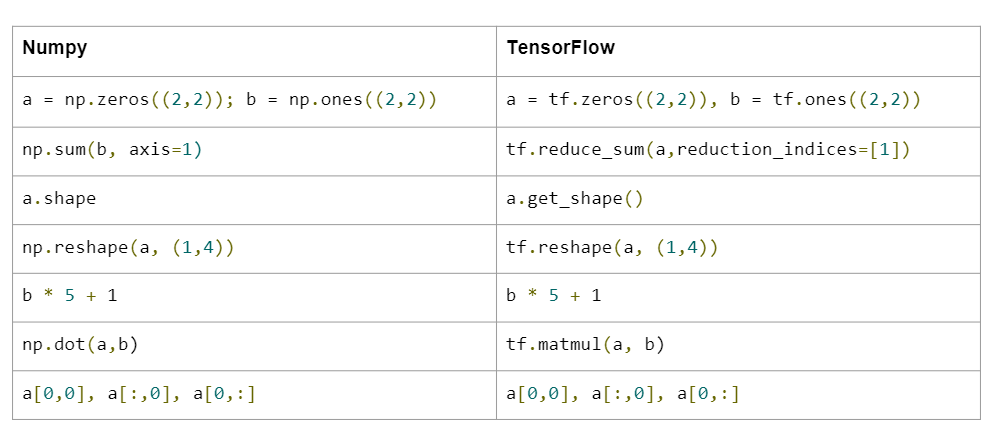 Numpy TensorFlow
a = np.zeros((2,2)); b = np.ones((2,2)) a = tf.zeros((2,2)), b = tf.ones((2,2))
np.sum(b, axis=1) tf.reduce_sum(a,reduction_indices=[1])
a.shape a.get_shape()
np.reshape(a, (1,4)) tf.reshape(a, (1,4))
b * 5 + 1 b * 5 + 1
np.dot(a,b) tf.matmul(a, b)
a[0,0], a[:,0], a[0,:] a[0,0], a[:,0], a[0,:]